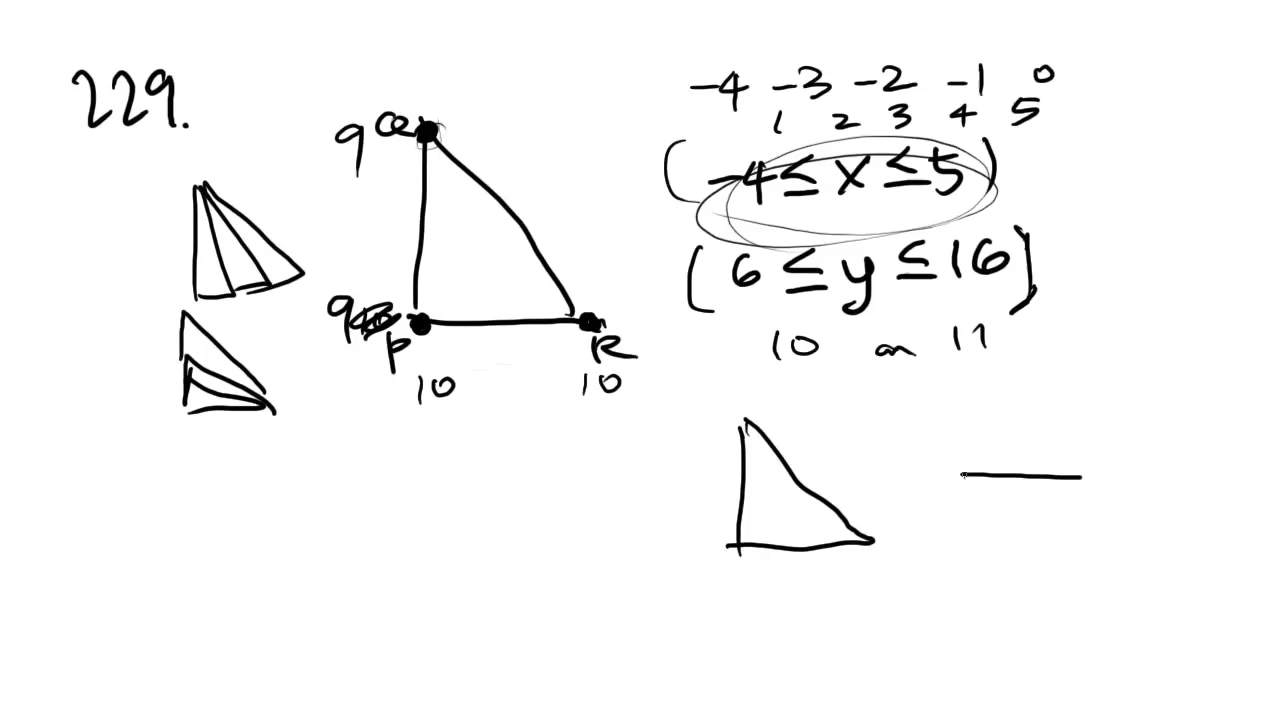 229.
-4 -3 -2 -1 0
1 2 3 4 5
9 Q
(-4 ≤ x ≤ 5)
(6 ≤ y ≤ 16)
9
P R
10 or 11
10 10